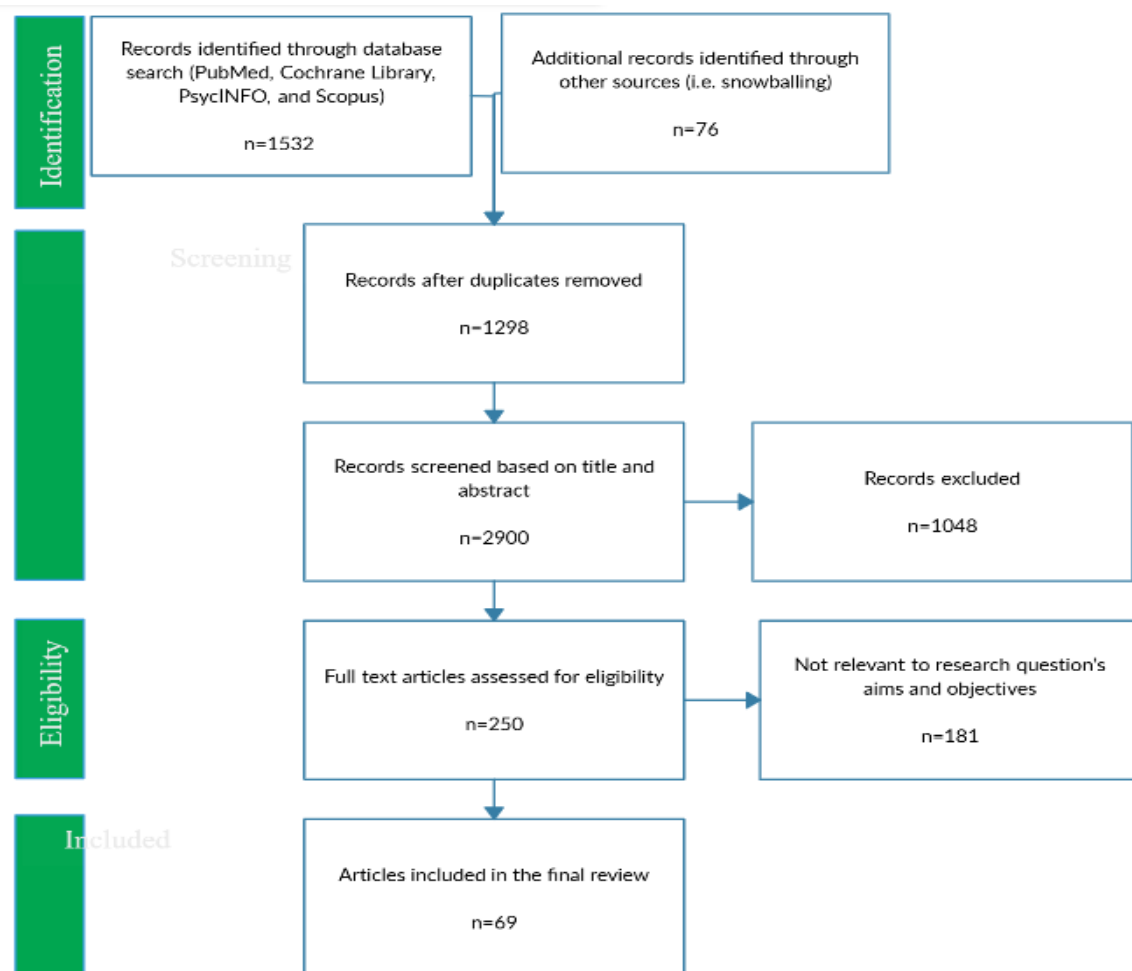 Identification
Records identified through database
search (PubMed, Cochrane Library,
PsycINFO, and Scopus)
n=1532
Additional records identified through
other sources (i.e. snowballing)
n=76
Screening
Records after duplicates removed
n=1298
Records screened based on title and
abstract
n=2900
Records excluded
n=1048
Eligibility
Full text articles assessed for eligibility
n=250
Not relevant to research question's
aims and objectives
n=181
Included
Articles included in the final review
n=69